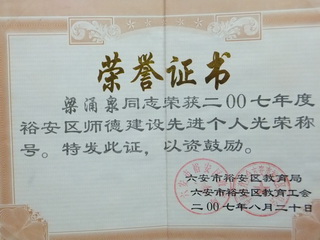 荣誉证书
梁涌泉同志荣获二00七年度
裕安区师德建设先进个人光荣称
号。特发此证，以资鼓励。
六安市裕安区教育局
六安市裕安区教育工会
二00七年八月二十日